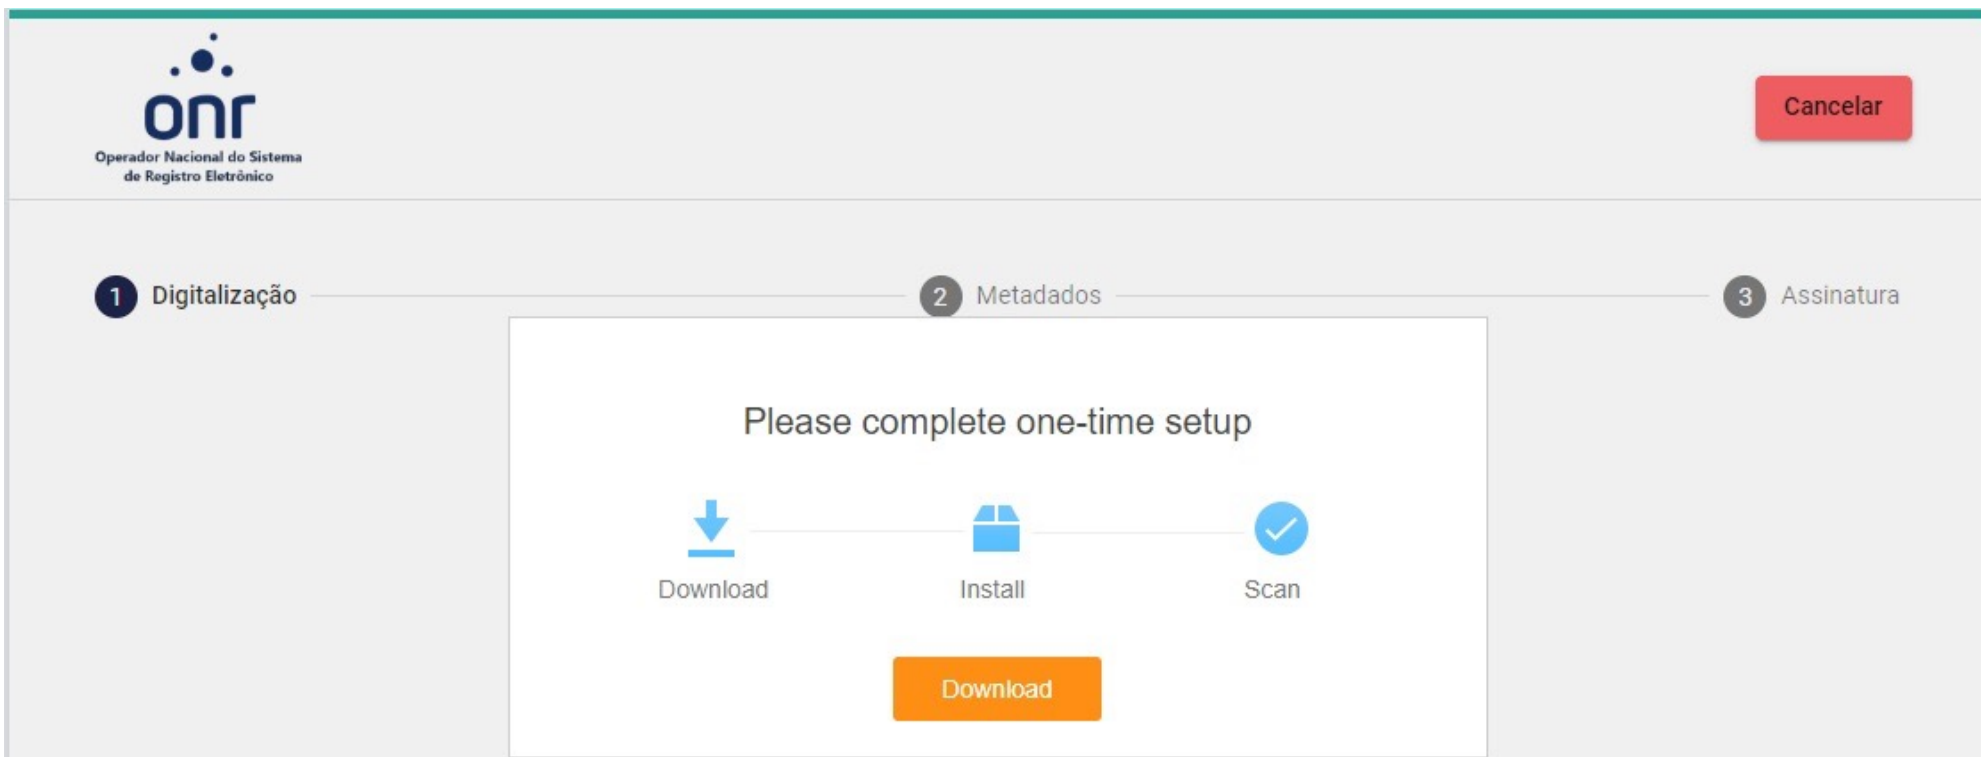 onr
Operador Nacional do Sistema
de Registro Eletrônico
Cancelar
1 Digitalização
2 Metadados
3 Assinatura
Please complete one-time setup
Download
Install
Scan
Download